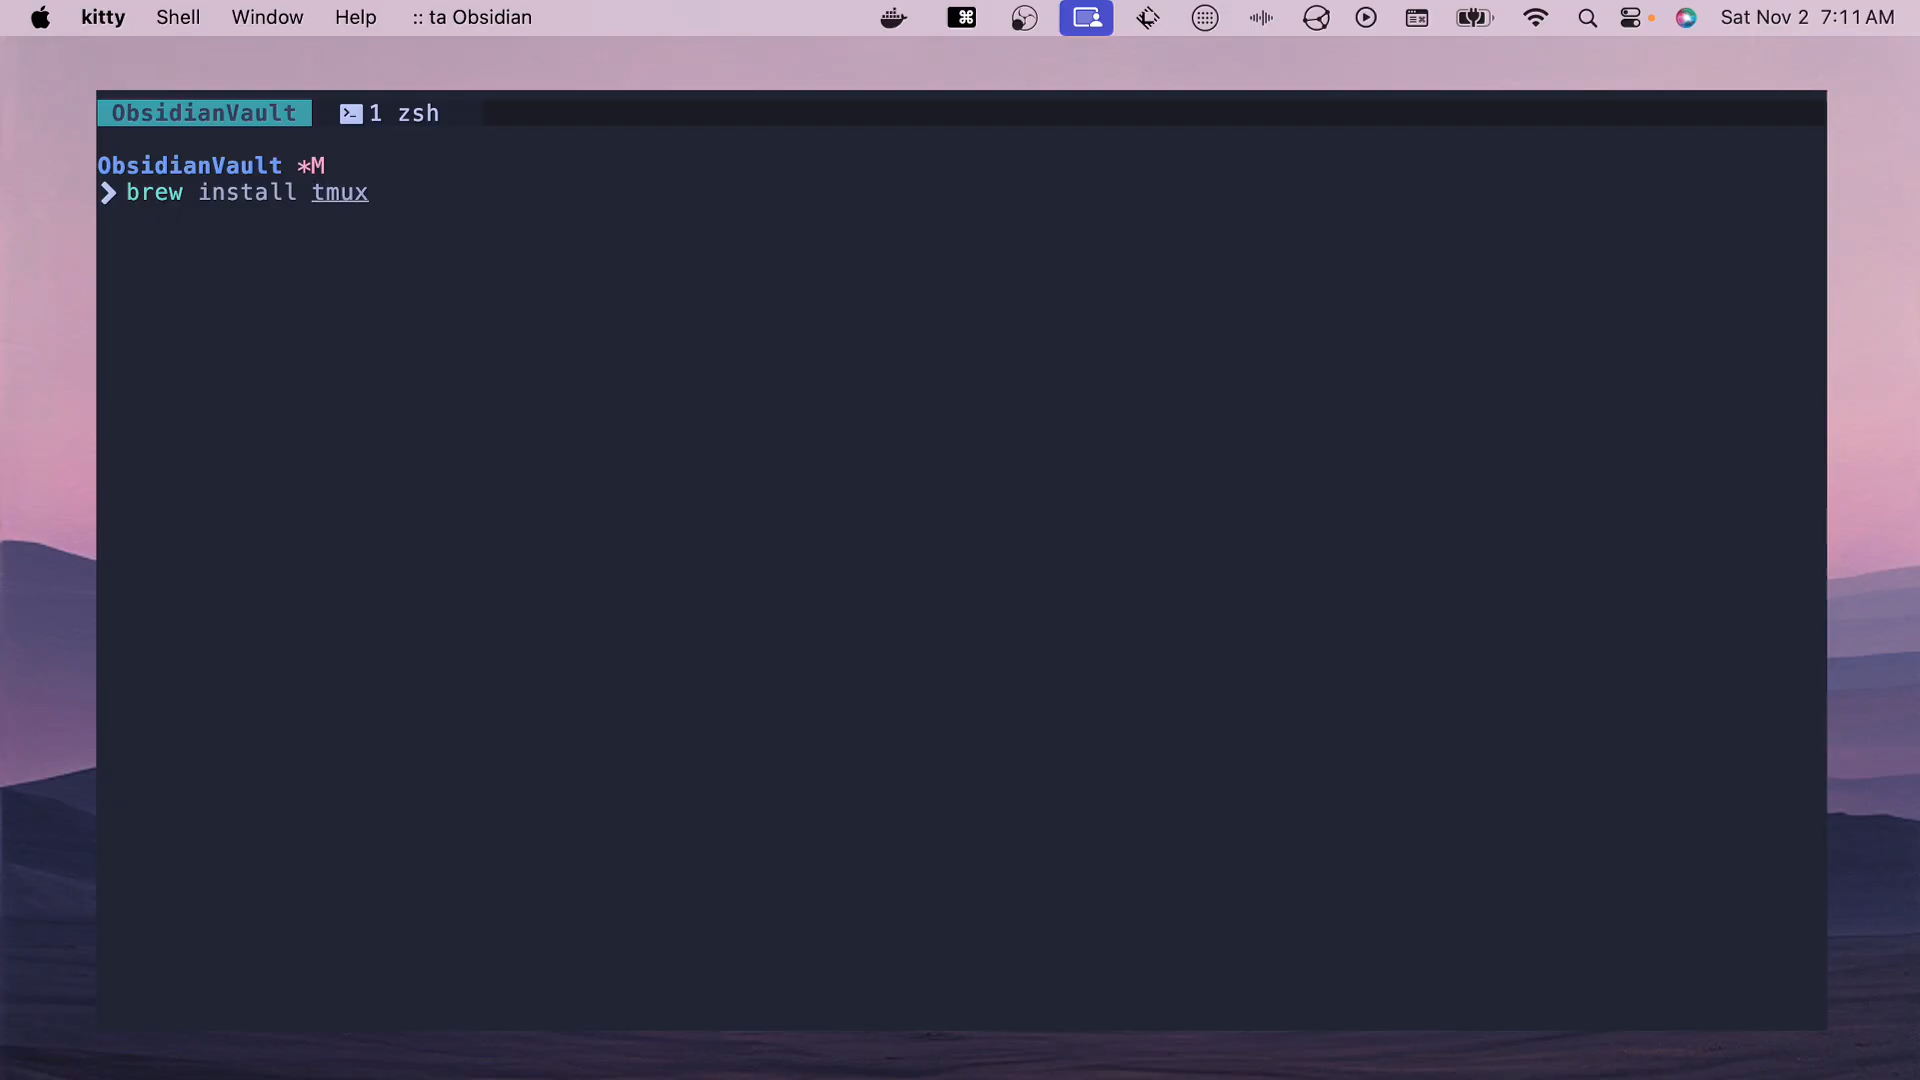 kitty Shell Window Help :: ta Obsidian Sat Nov 2 7:11 AM
ObsidianVault 1 zsh
ObsidianVault *M
❯ brew install tmux